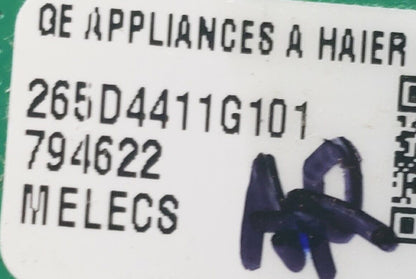 GE APPLIANCES A HAIER
265D4411G101
794622
MELECS